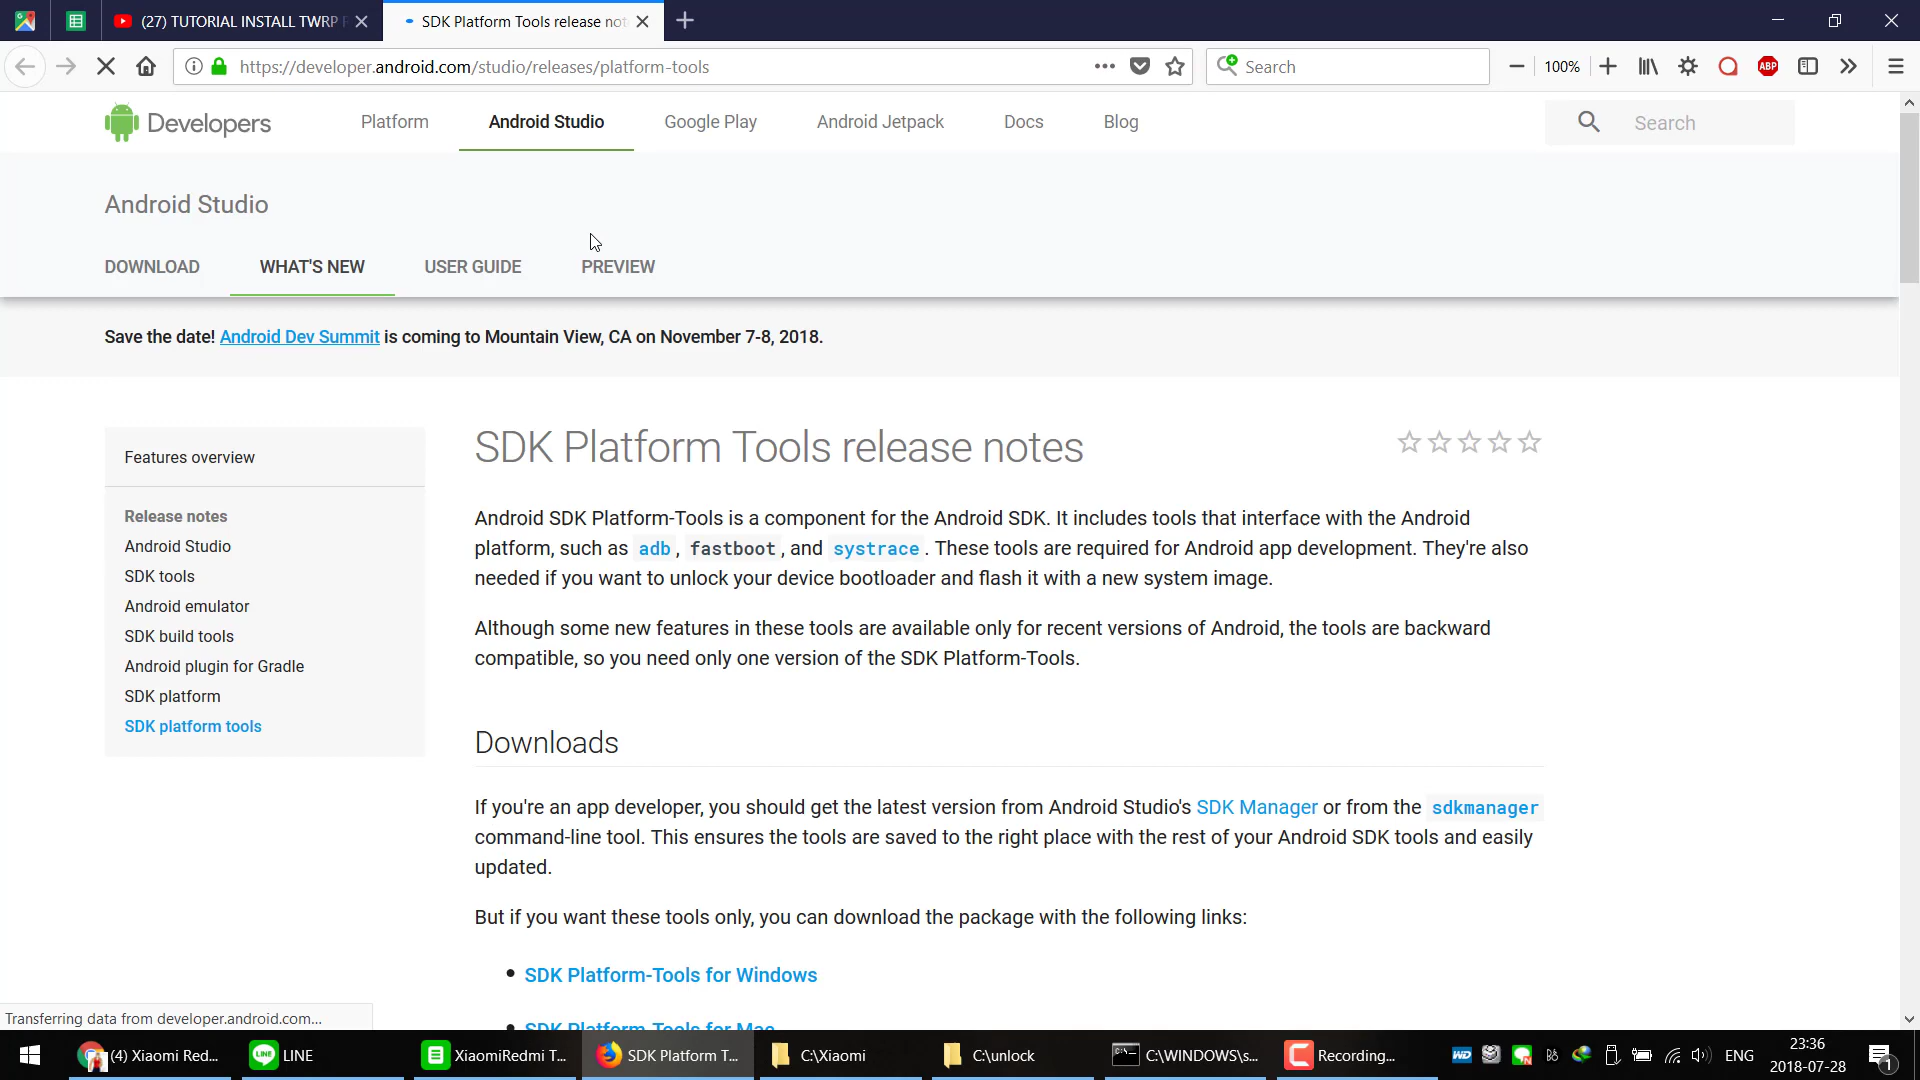 (27) TUTORIAL INSTALL TWRP
SDK Platform Tools release not
https://developer.android.com/studio/releases/platform-tools
Search
100%
ABP
Developers
Platform
Android Studio
Google Play
Android Jetpack
Docs
Blog
Search
Android Studio
DOWNLOAD
WHAT'S NEW
USER GUIDE
PREVIEW
Save the date! Android Dev Summit is coming to Mountain View, CA on November 7-8, 2018.
Features overview
Release notes
Android Studio
SDK tools
Android emulator
SDK build tools
Android plugin for Gradle
SDK platform
SDK platform tools
SDK Platform Tools release notes
Android SDK Platform-Tools is a component for the Android SDK. It includes tools that interface with the Android
platform, such as adb, fastboot, and systrace. These tools are required for Android app development. They're also
needed if you want to unlock your device bootloader and flash it with a new system image.
Although some new features in these tools are available only for recent versions of Android, the tools are backward
compatible, so you need only one version of the SDK Platform-Tools.
Downloads
If you're an app developer, you should get the latest version from Android Studio's SDK Manager or from the sdkmanager
command-line tool. This ensures the tools are saved to the right place with the rest of your Android SDK tools and easily
updated.
But if you want these tools only, you can download the package with the following links:
• SDK Platform-Tools for Windows
• SDK Platform-Tools for Mac
Transferring data from developer.android.com...
(4) Xiaomi Red...
LINE
XiaomiRedmi T...
SDK Platform T...
C:\Xiaomi
C:\unlock
C:\WINDOWS\s...
Recording...
WD
ENG
23:36
2018-07-28
1